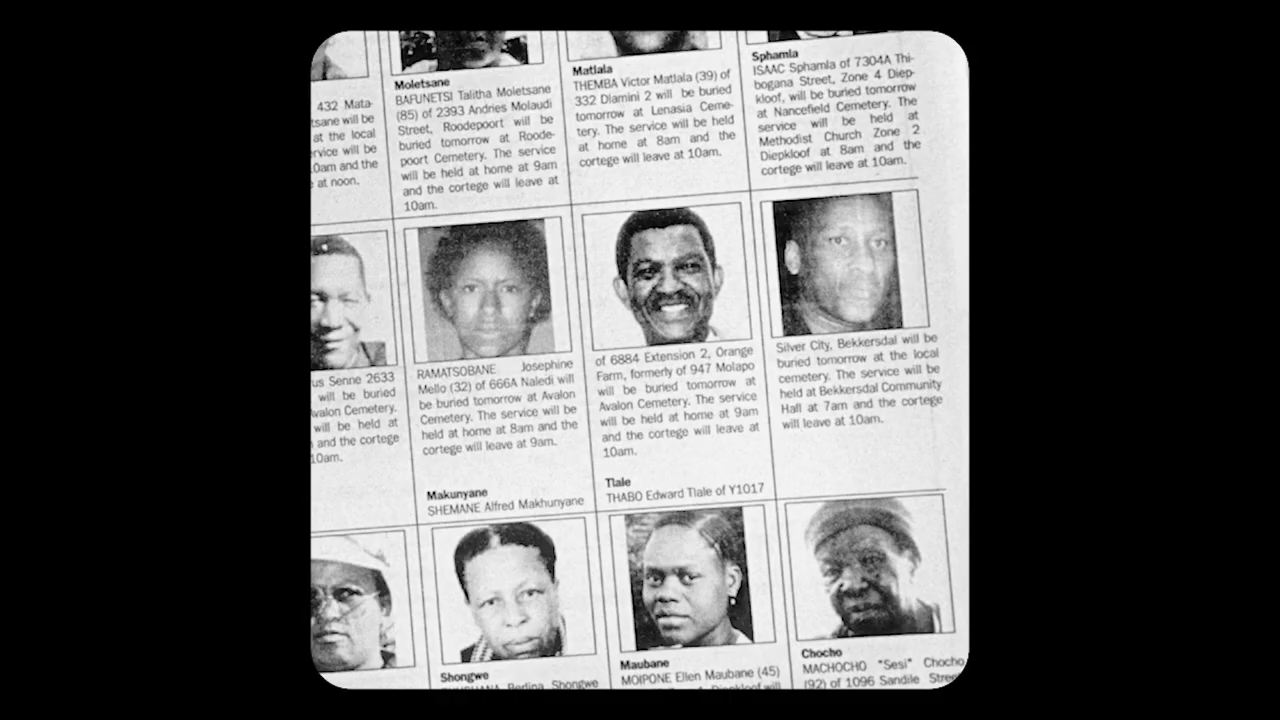 432 Mata-
tsane will be
at the local
service will be
10am and the
at noon.
Moletsane
BAFUNETSI Talitha Moletsane
(85) of 2393 Andries Molaudi
Street, Roodepoort will be
buried tomorrow at Roode-
poort Cemetery. The service
will be held at home at 9am
and the cortege will leave at
10am.
Matlala
THEMBA Victor Matlala (39) of
332 Dlamini 2 will be buried
tomorrow at Lenasia Ceme-
tery. The service will be held
at home at 8am and the
cortege will leave at 10am.
Sphamla
ISAAC Sphamla of 7304A Thi-
bogana Street, Zone 4 Diep-
kloof, will be buried tomorrow
at Nancefield Cemetery. The
service will be held at
Methodist Church Zone 2
Diepkloof at 8am and the
cortege will leave at 10am.
us Senne 2633
will be buried
Avalon Cemetery.
will be held at
and the cortege
10am.
RAMATSOBANE Josephine
Mello (32) of 666A Naledi will
be buried tomorrow at Avalon
Cemetery. The service will be
held at home at 8am and the
cortege will leave at 9am.
Makunyane
SHEMANE Alfred Makhunyane
of 6884 Extension 2, Orange
Farm, formerly of 947 Molapo
will be buried tomorrow at
Avalon Cemetery. The service
will be held at home at 9am
and the cortege will leave at
10am.
Tlale
THABO Edward Tlale of Y1017
Silver City, Bekkersdal will be
buried tomorrow at the local
cemetery. The service will be
held at Bekkersdal Community
Hall at 7am and the cortege
will leave at 10am.
Shongwe
Berlina Shongwe
Maubane
MOIPONE Ellen Maubane (45)
Diepkloof will
Chocho
MACHOCHO "Sesi" Chocho
(92) of 1096 Sandile Street